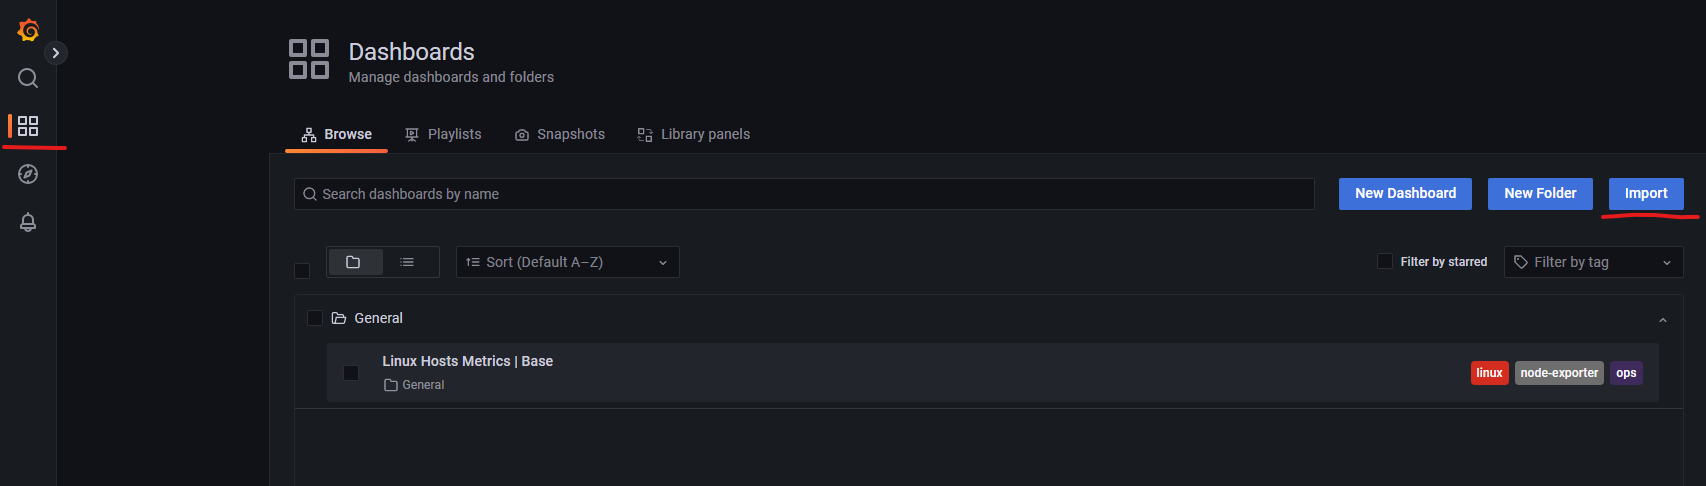 Dashboards
Manage dashboards and folders
Browse Playlists Snapshots Library panels
Search dashboards by name New Dashboard New Folder Import
Sort (Default A–Z) Filter by starred Filter by tag
General
Linux Hosts Metrics | Base
General
linux node-exporter ops